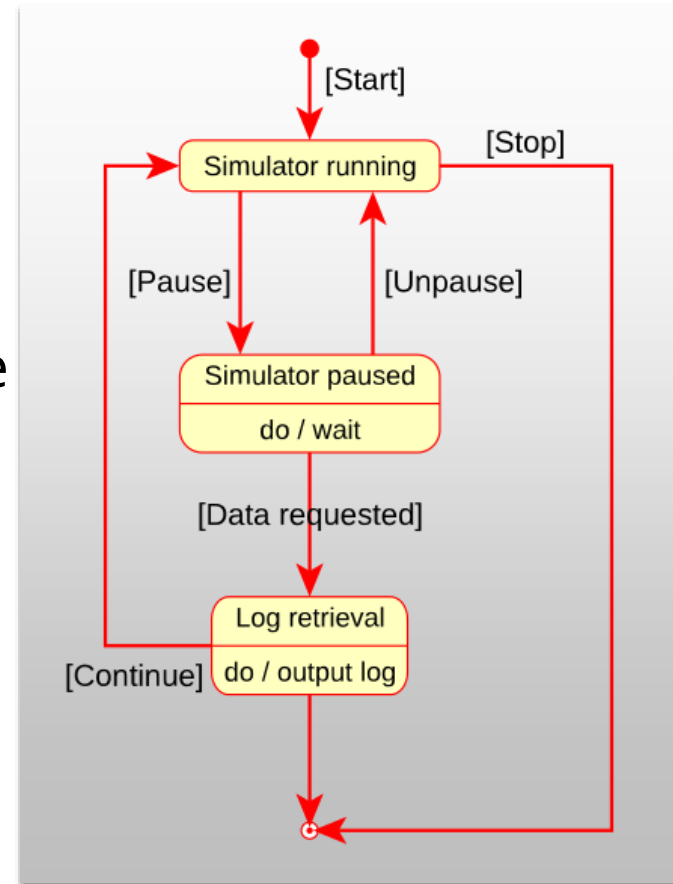 [Start]
[Stop]
Simulator running
[Pause]
[Unpause]
e
Simulator paused
do / wait
[Data requested]
Log retrieval
do / output log
[Continue]